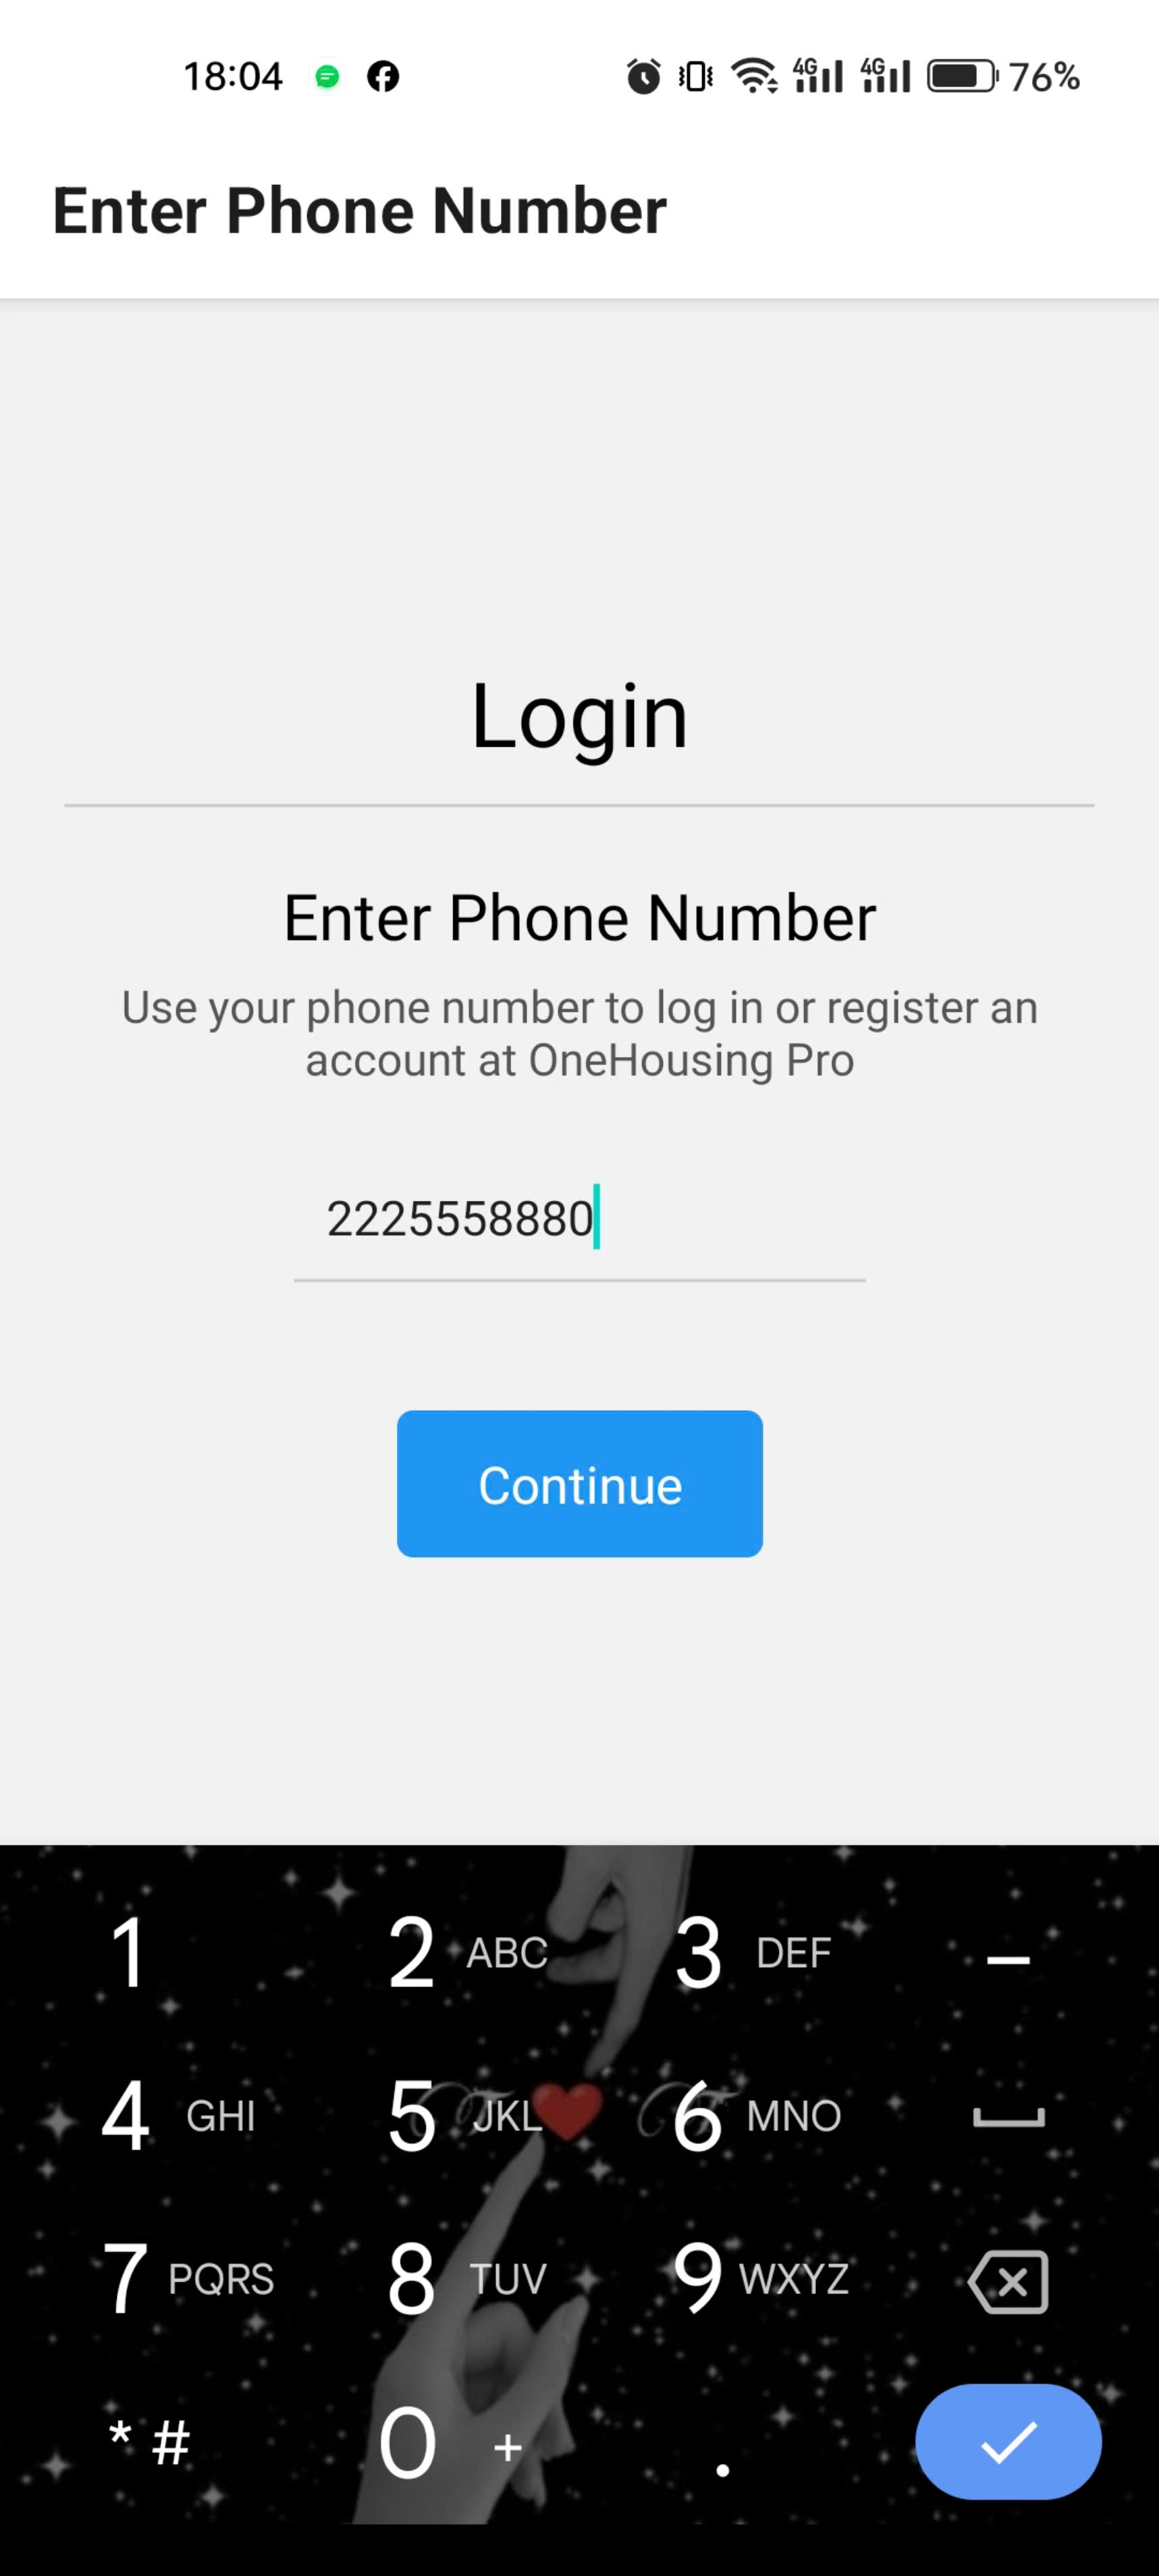 18:04 4G 4G 76%
Enter Phone Number
Login
Enter Phone Number
Use your phone number to log in or register an
account at OneHousing Pro
2225558880
Continue
1 2 ABC 3 DEF –
4 GHI 5 JKL 6 MNO
7 PQRS 8 TUV 9 WXYZ
* # 0 + .